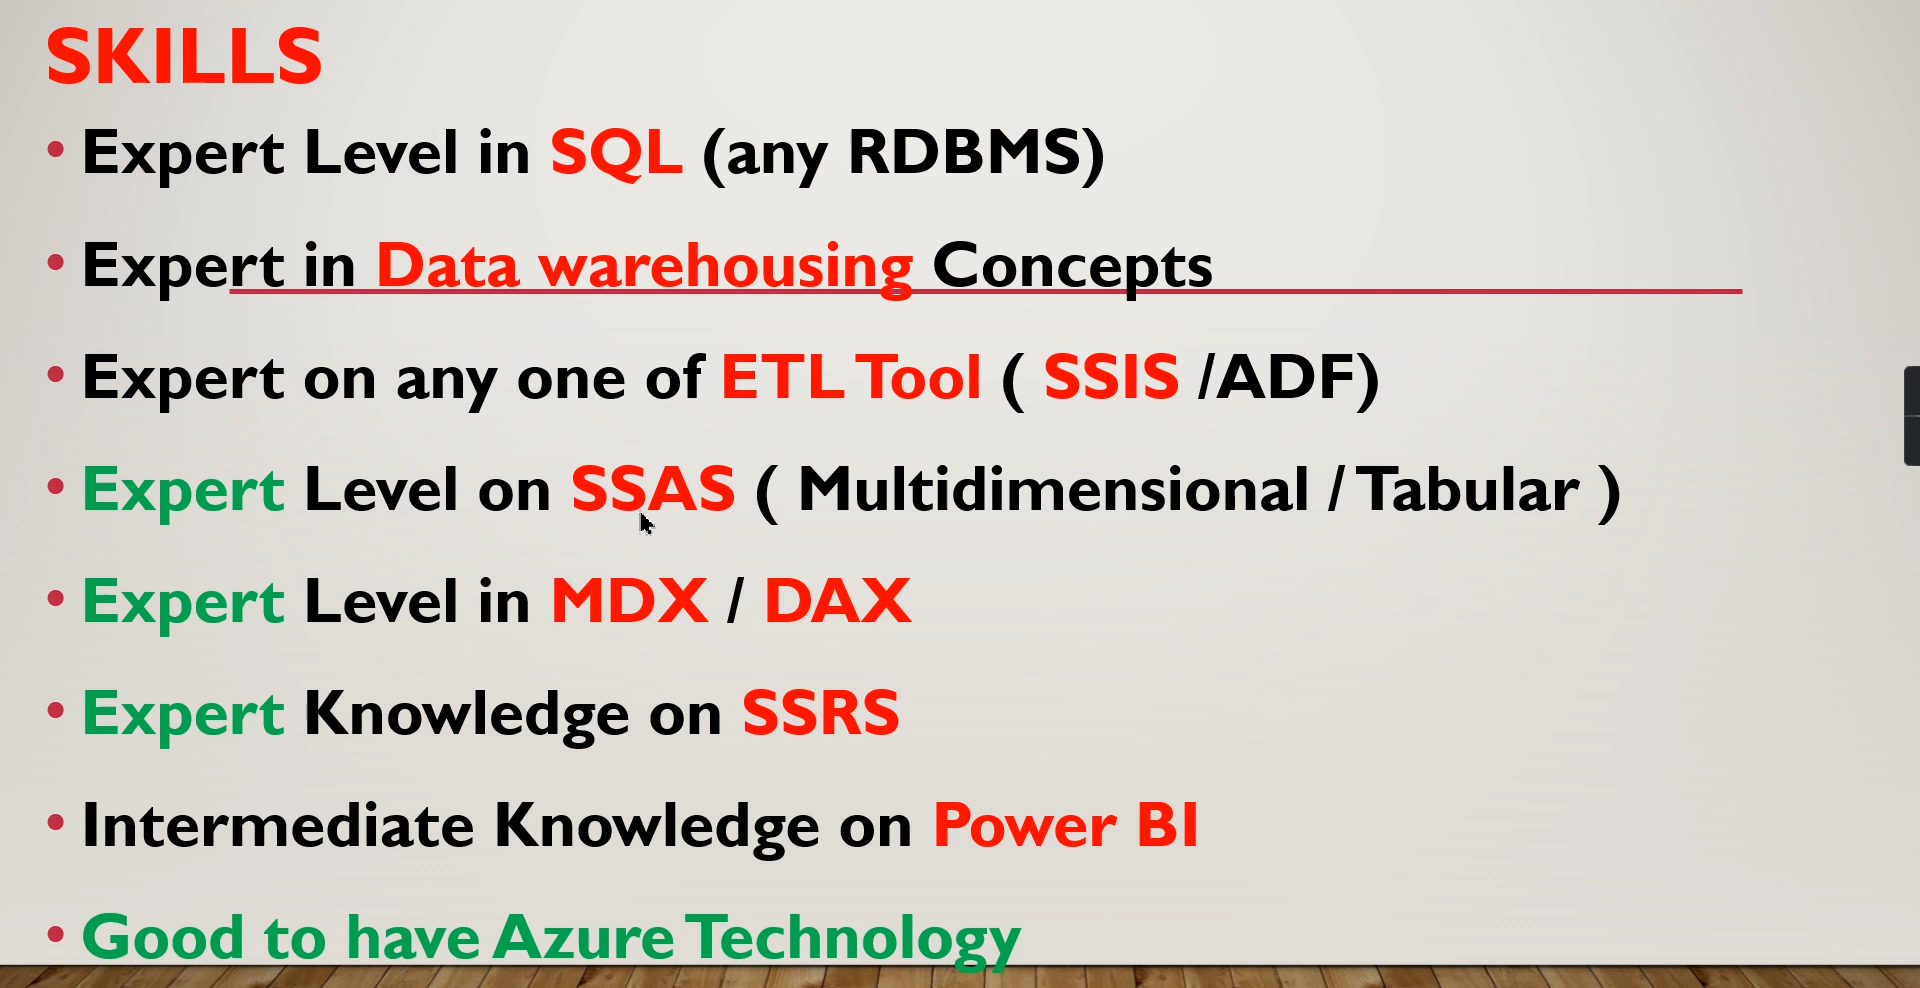 SKILLS
• Expert Level in SQL (any RDBMS)
• Expert in Data warehousing Concepts
• Expert on any one of ETL Tool ( SSIS /ADF)
• Expert Level on SSAS ( Multidimensional / Tabular )
• Expert Level in MDX / DAX
• Expert Knowledge on SSRS
• Intermediate Knowledge on Power BI
• Good to have Azure Technology